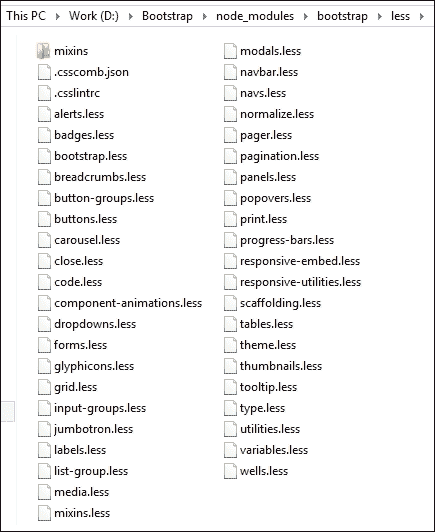 This PC > Work (D:) > Bootstrap > node_modules > bootstrap > less >
mixins
.csscomb.json
.csslintrc
alerts.less
badges.less
bootstrap.less
breadcrumbs.less
button-groups.less
buttons.less
carousel.less
close.less
code.less
component-animations.less
dropdowns.less
forms.less
glyphicons.less
grid.less
input-groups.less
jumbotron.less
labels.less
list-group.less
media.less
mixins.less
modals.less
navbar.less
navs.less
normalize.less
pager.less
pagination.less
panels.less
popovers.less
print.less
progress-bars.less
responsive-embed.less
responsive-utilities.less
scaffolding.less
tables.less
theme.less
thumbnails.less
tooltip.less
type.less
utilities.less
variables.less
wells.less